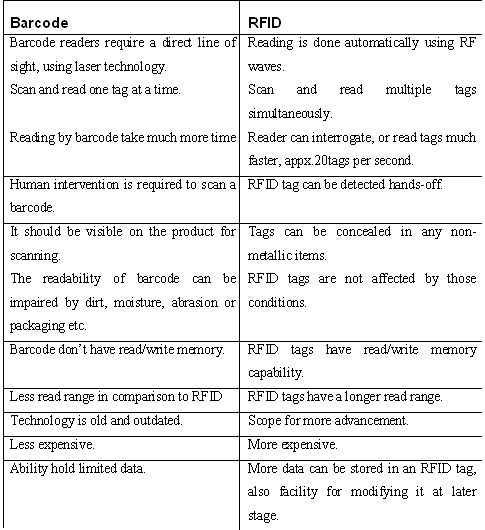 Barcode
RFID
Barcode readers require a direct line of
sight, using laser technology.
Scan and read one tag at a time.
Reading by barcode take much more time
Reading is done automatically using RF
waves.
Scan and read multiple tags
simultaneously.
Reader can interrogate, or read tags much
faster, appx.20tags per second.
Human intervention is required to scan a
barcode.
RFID tag can be detected hands-off.
It should be visible on the product for
scanning.
The readability of barcode can be
impaired by dirt, moisture, abrasion or
packaging etc.
Tags can be concealed in any non-
metallic items.
RFID tags are not affected by those
conditions.
Barcode don't have read/write memory.
RFID tags have read/write memory
capability.
Less read range in comparison to RFID
RFID tags have a longer read range.
Technology is old and outdated.
Scope for more advancement.
Less expensive.
More expensive.
Ability hold limited data.
More data can be stored in an RFID tag,
also facility for modifying it at later
stage.